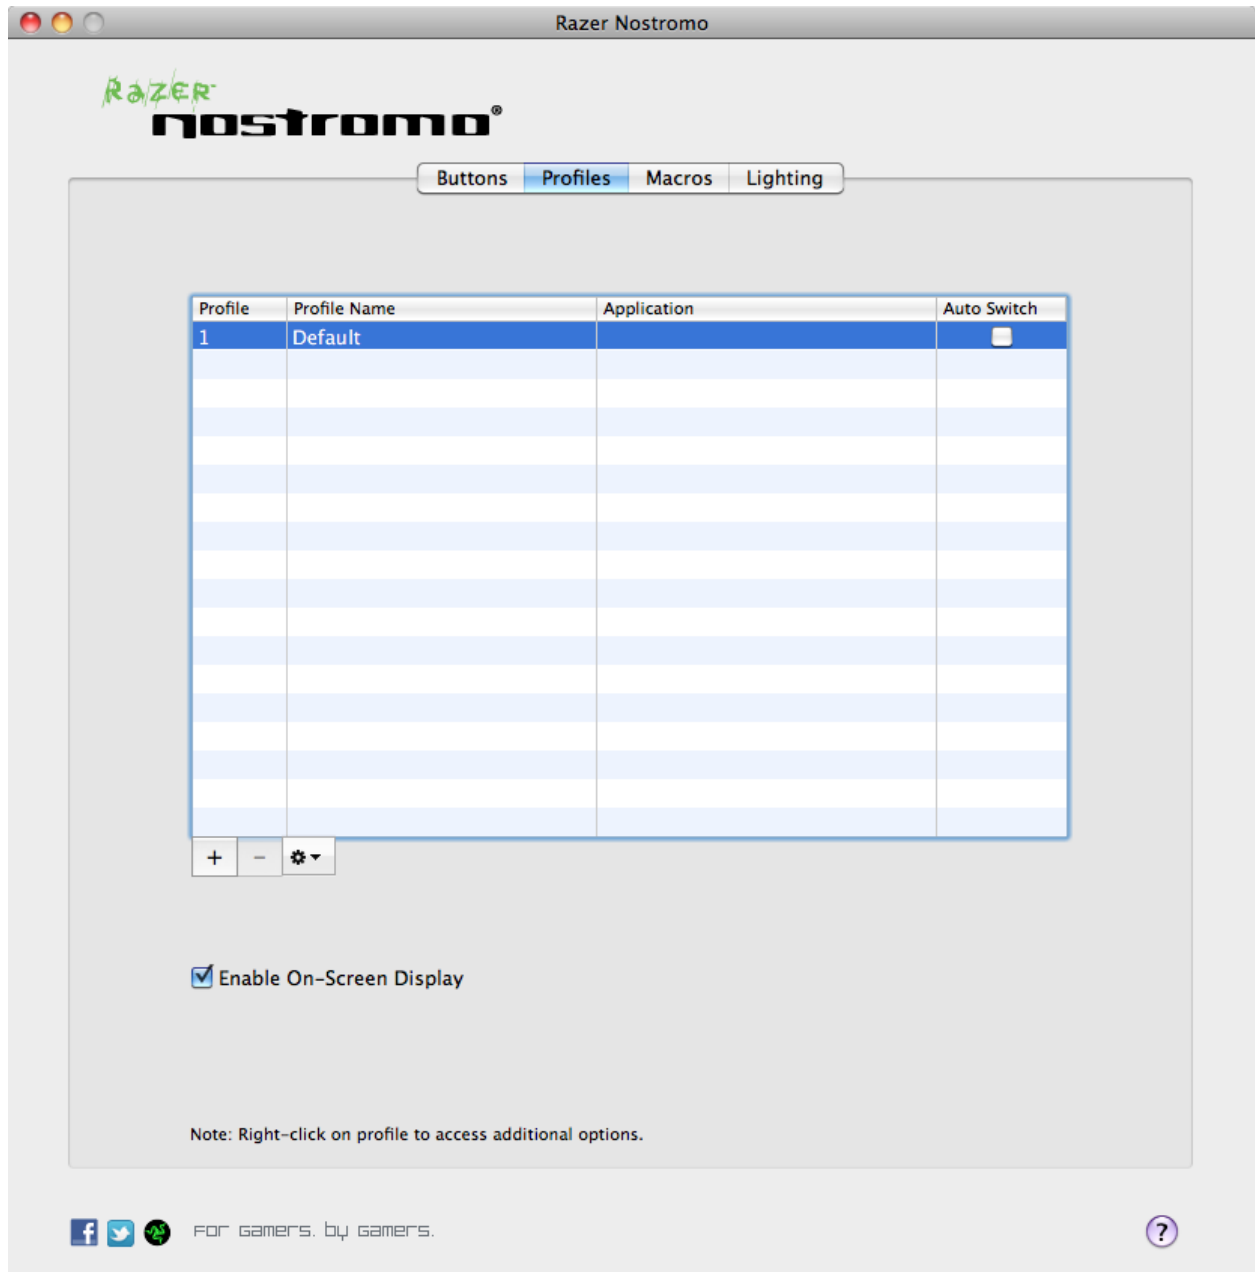 Razer Nostromo
RAZER™
nostromo®
Buttons Profiles Macros Lighting
Profile Profile Name Application Auto Switch
1 Default
+ −
Enable On-Screen Display
Note: Right-click on profile to access additional options.
f For Gamers. by Gamers. ?